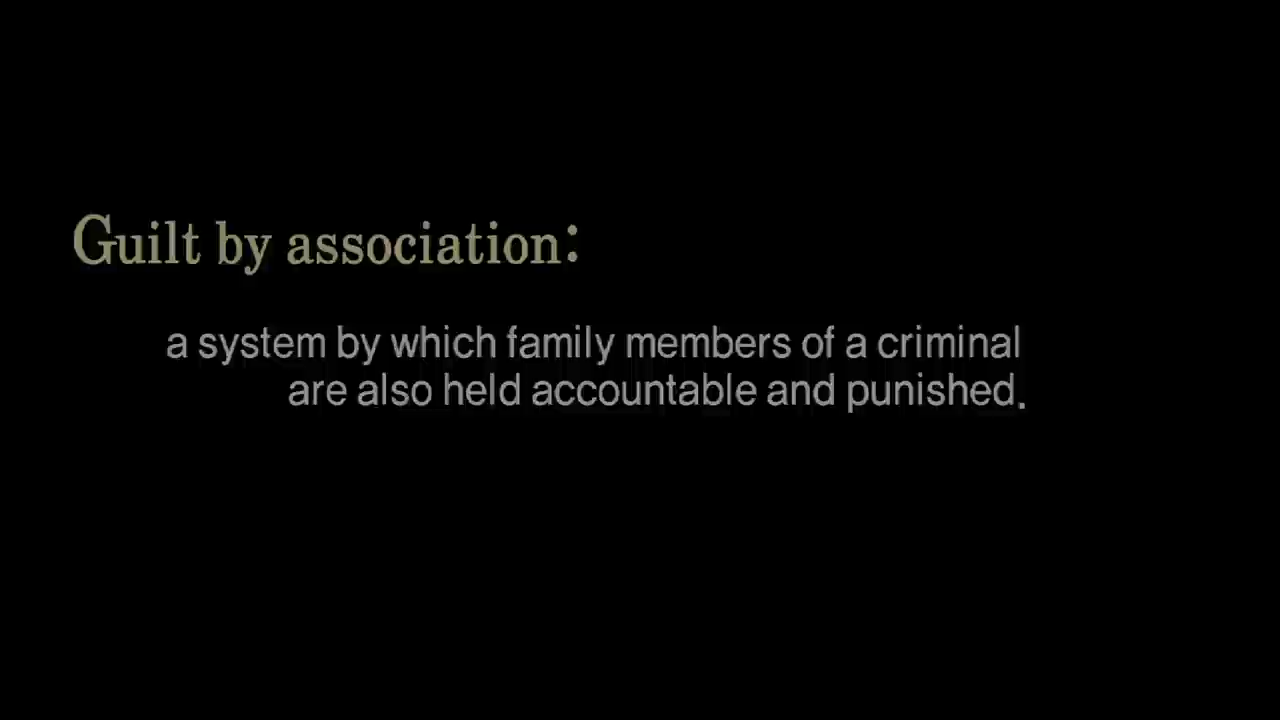 Guilt by association:
a system by which family members of a criminal
are also held accountable and punished.